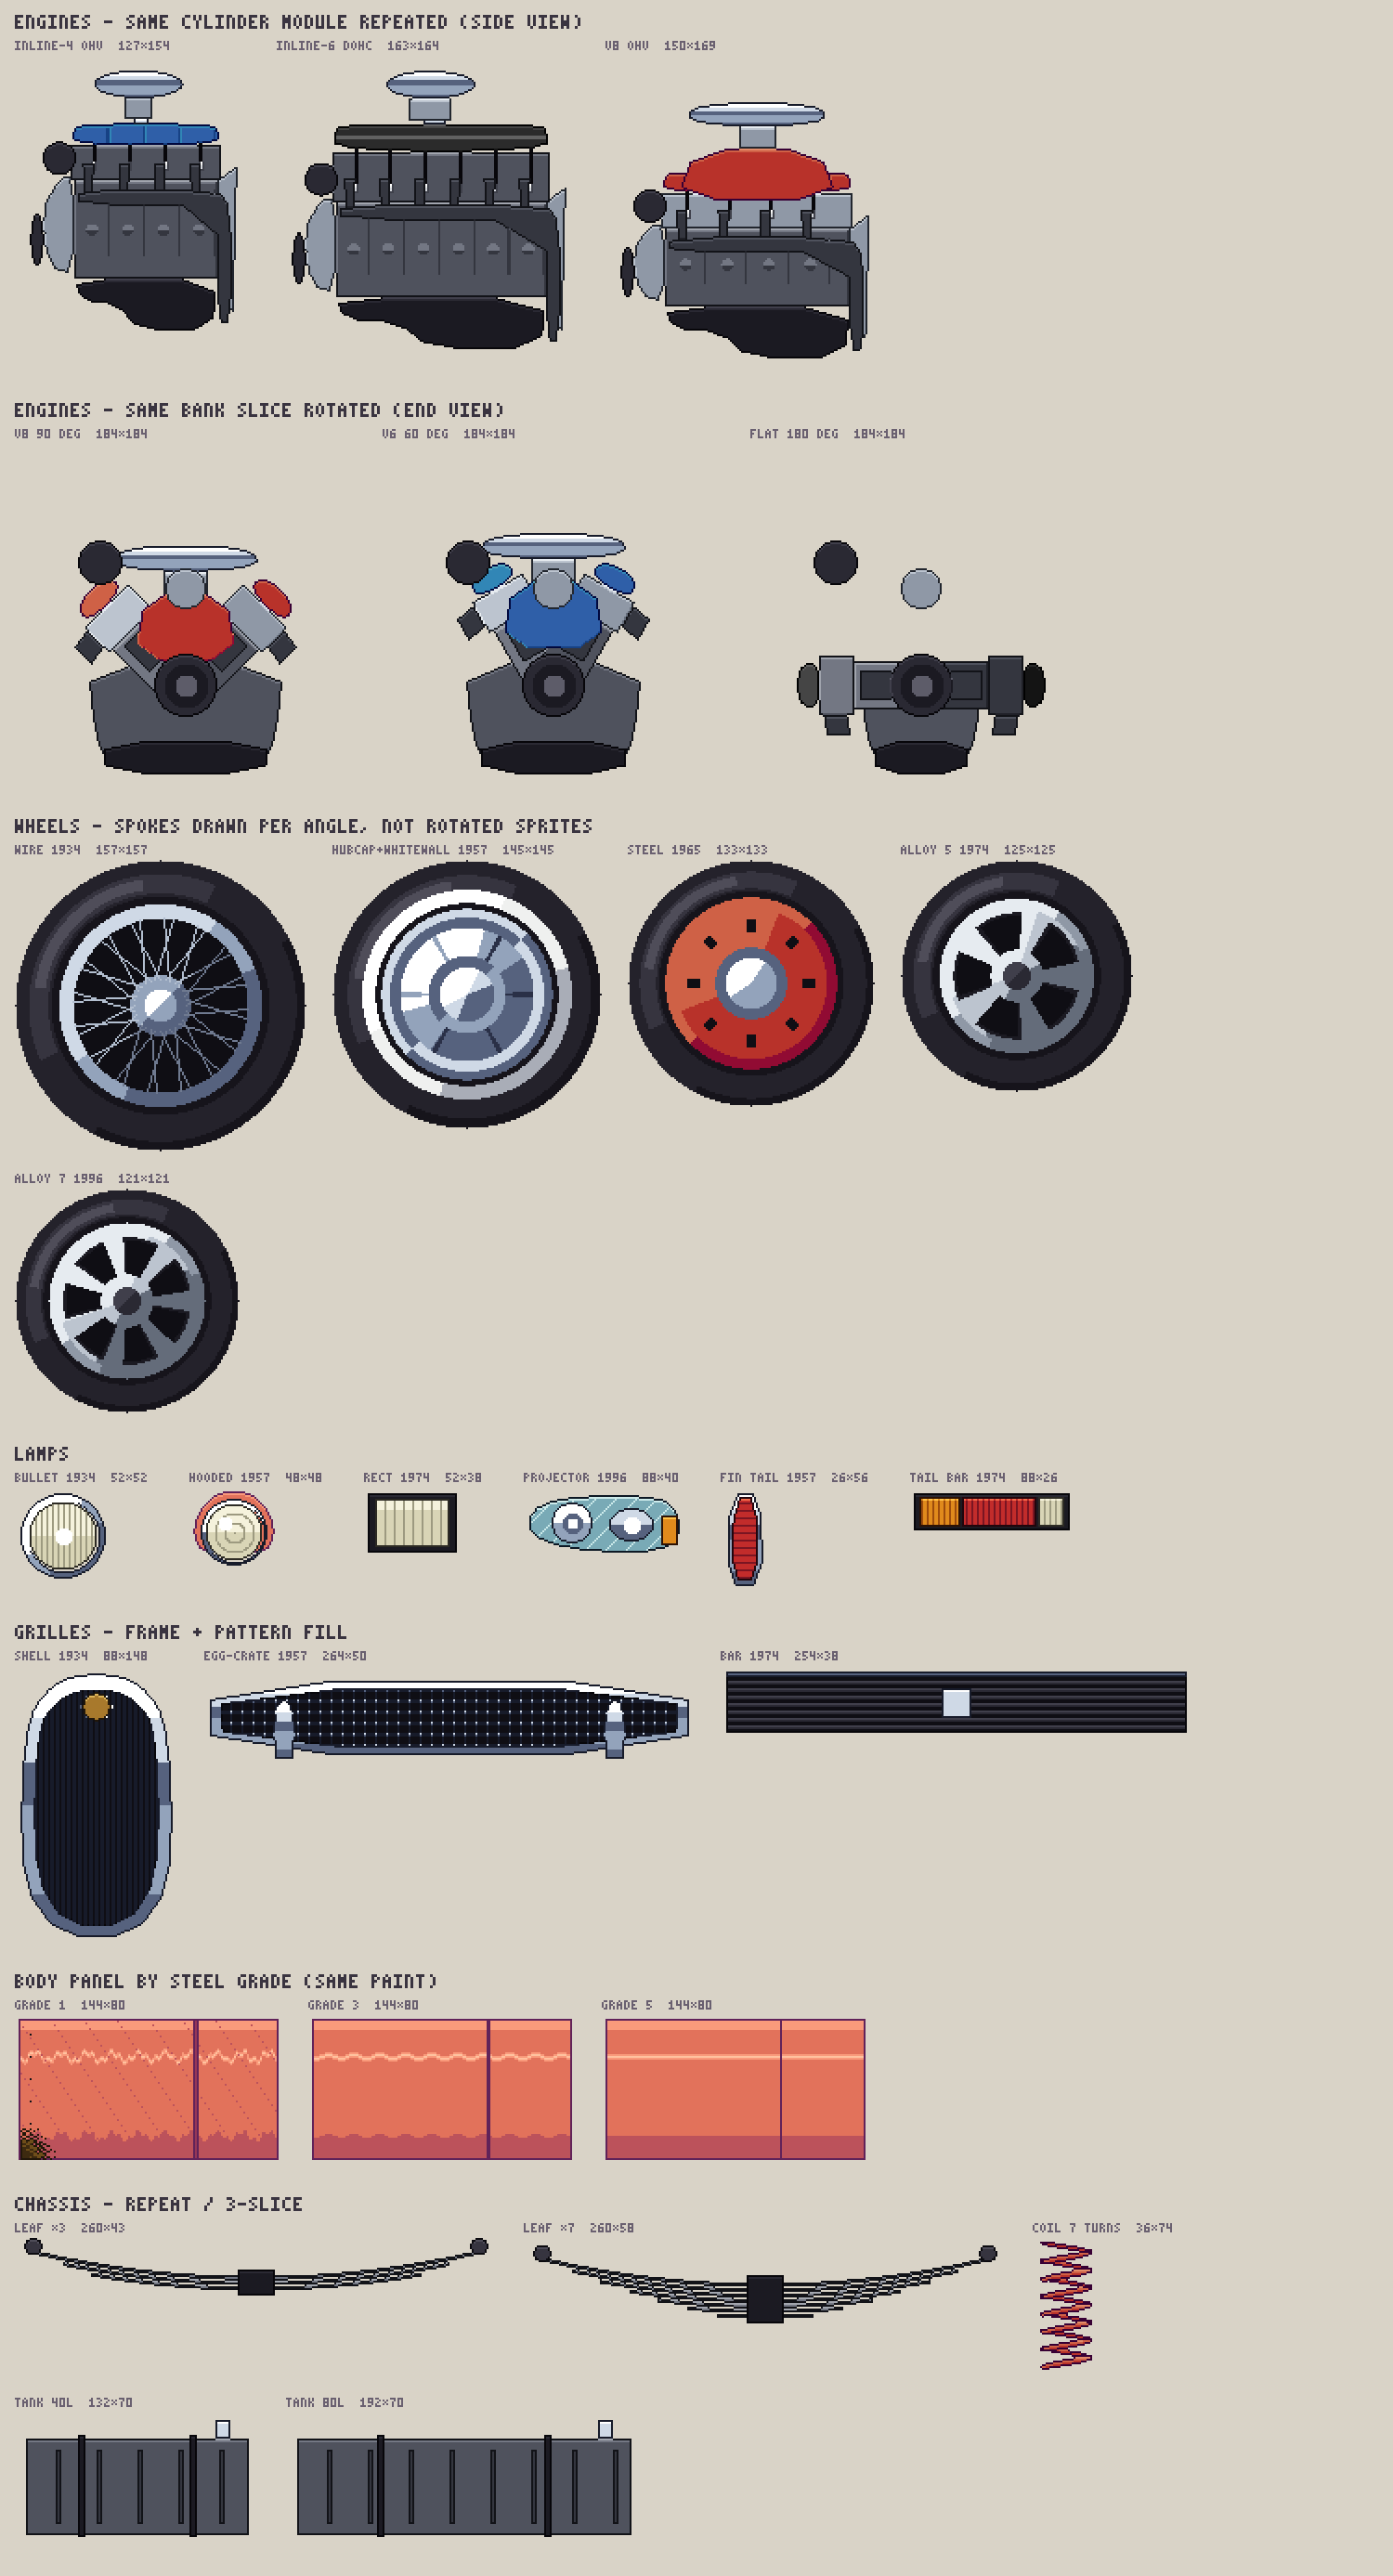 ENGINES - SAME CYLINDER MODULE REPEATED (SIDE VIEW)
INLINE-4 OHV 127×154
INLINE-6 DOHC 163×164
V8 OHV 150×169
ENGINES - SAME BANK SLICE ROTATED (END VIEW)
V8 90 DEG 184×184
V6 60 DEG 184×184
FLAT 180 DEG 184×184
WHEELS - SPOKES DRAWN PER ANGLE, NOT ROTATED SPRITES
WIRE 1934 157×157
HUBCAP+WHITEWALL 1957 145×145
STEEL 1965 133×133
ALLOY 5 1974 125×125
ALLOY 7 1996 121×121
LAMPS
BULLET 1934 52×52
HOODED 1957 48×48
RECT 1974 52×38
PROJECTOR 1996 88×40
FIN TAIL 1957 26×56
TAIL BAR 1974 88×26
GRILLES - FRAME + PATTERN FILL
SHELL 1934 88×148
EGG-CRATE 1957 264×50
BAR 1974 254×38
BODY PANEL BY STEEL GRADE (SAME PAINT)
GRADE 1 144×80
GRADE 3 144×80
GRADE 5 144×80
CHASSIS - REPEAT / 3-SLICE
LEAF ×3 260×43
LEAF ×7 260×58
COIL 7 TURNS 36×74
TANK 40L 132×70
TANK 80L 192×70